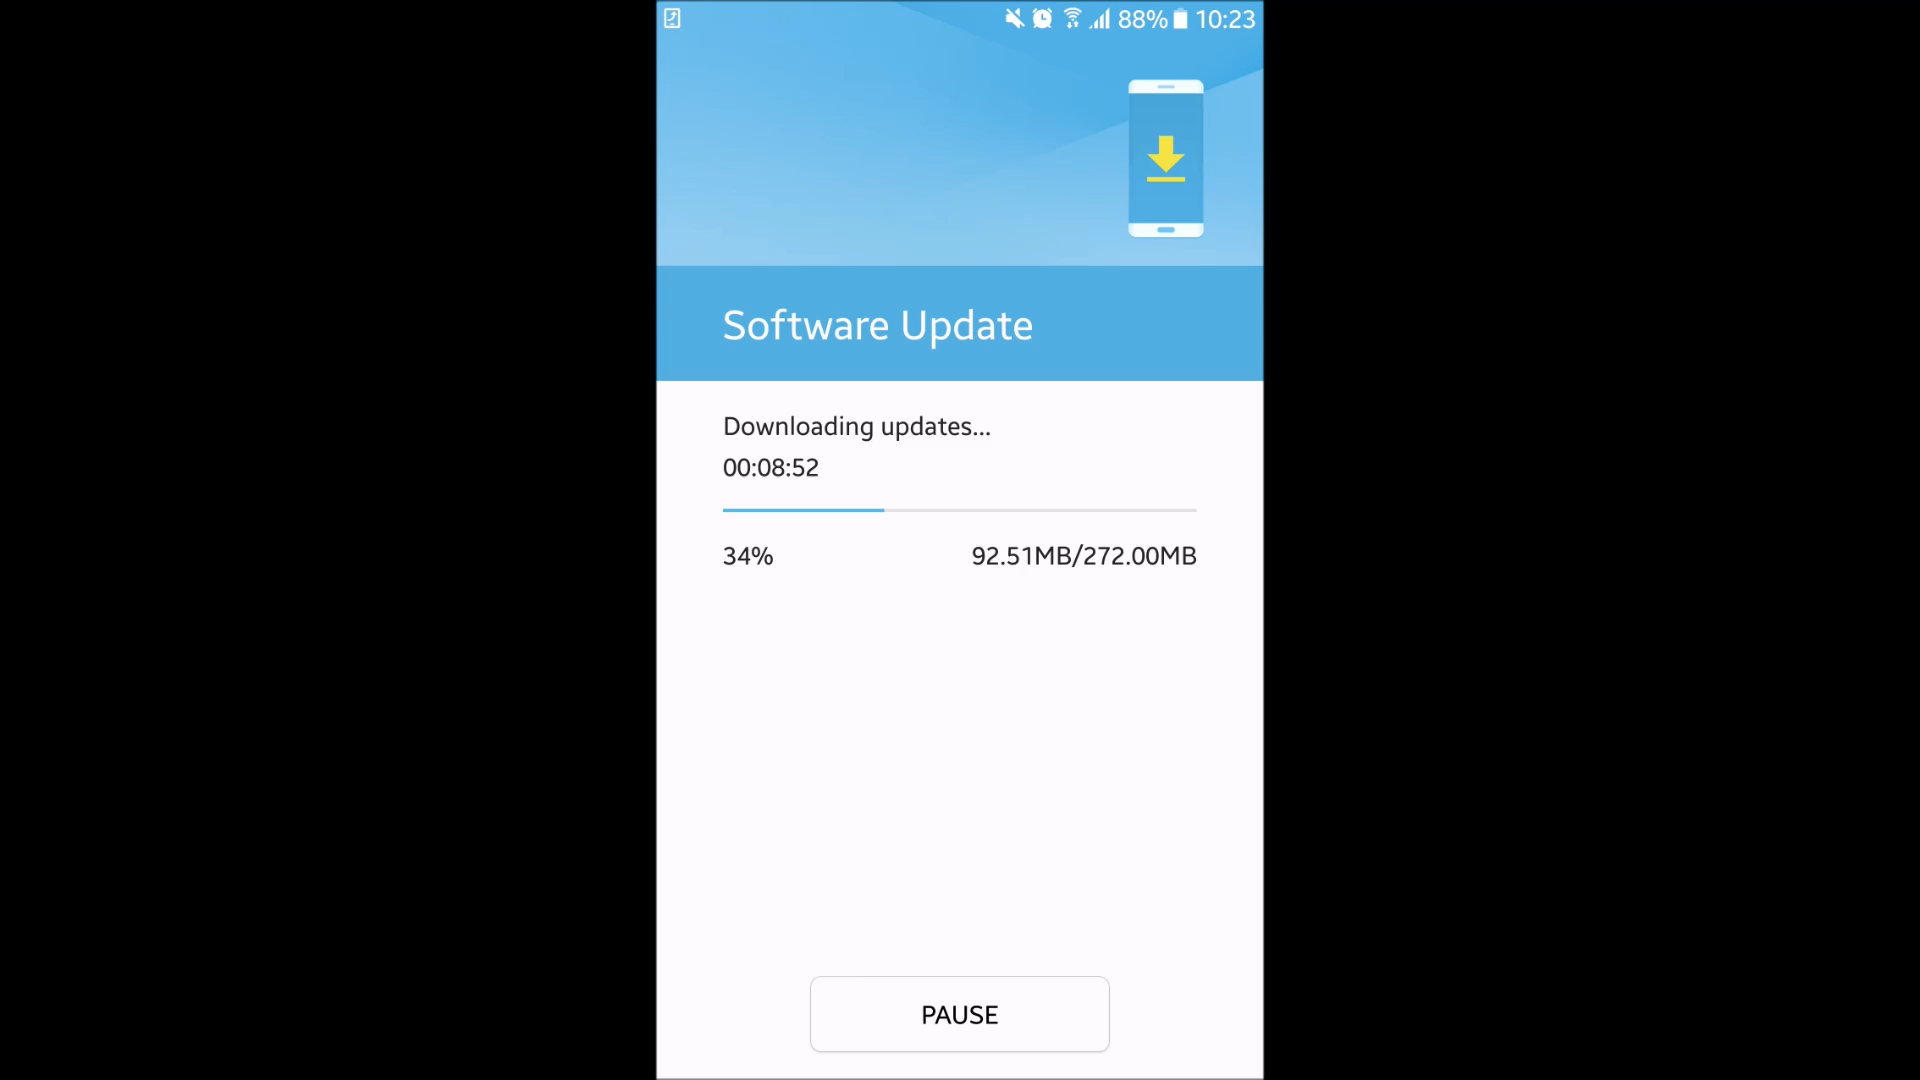 88% 10:23
Software Update
Downloading updates...
00:08:52
34% 92.51MB/272.00MB
PAUSE